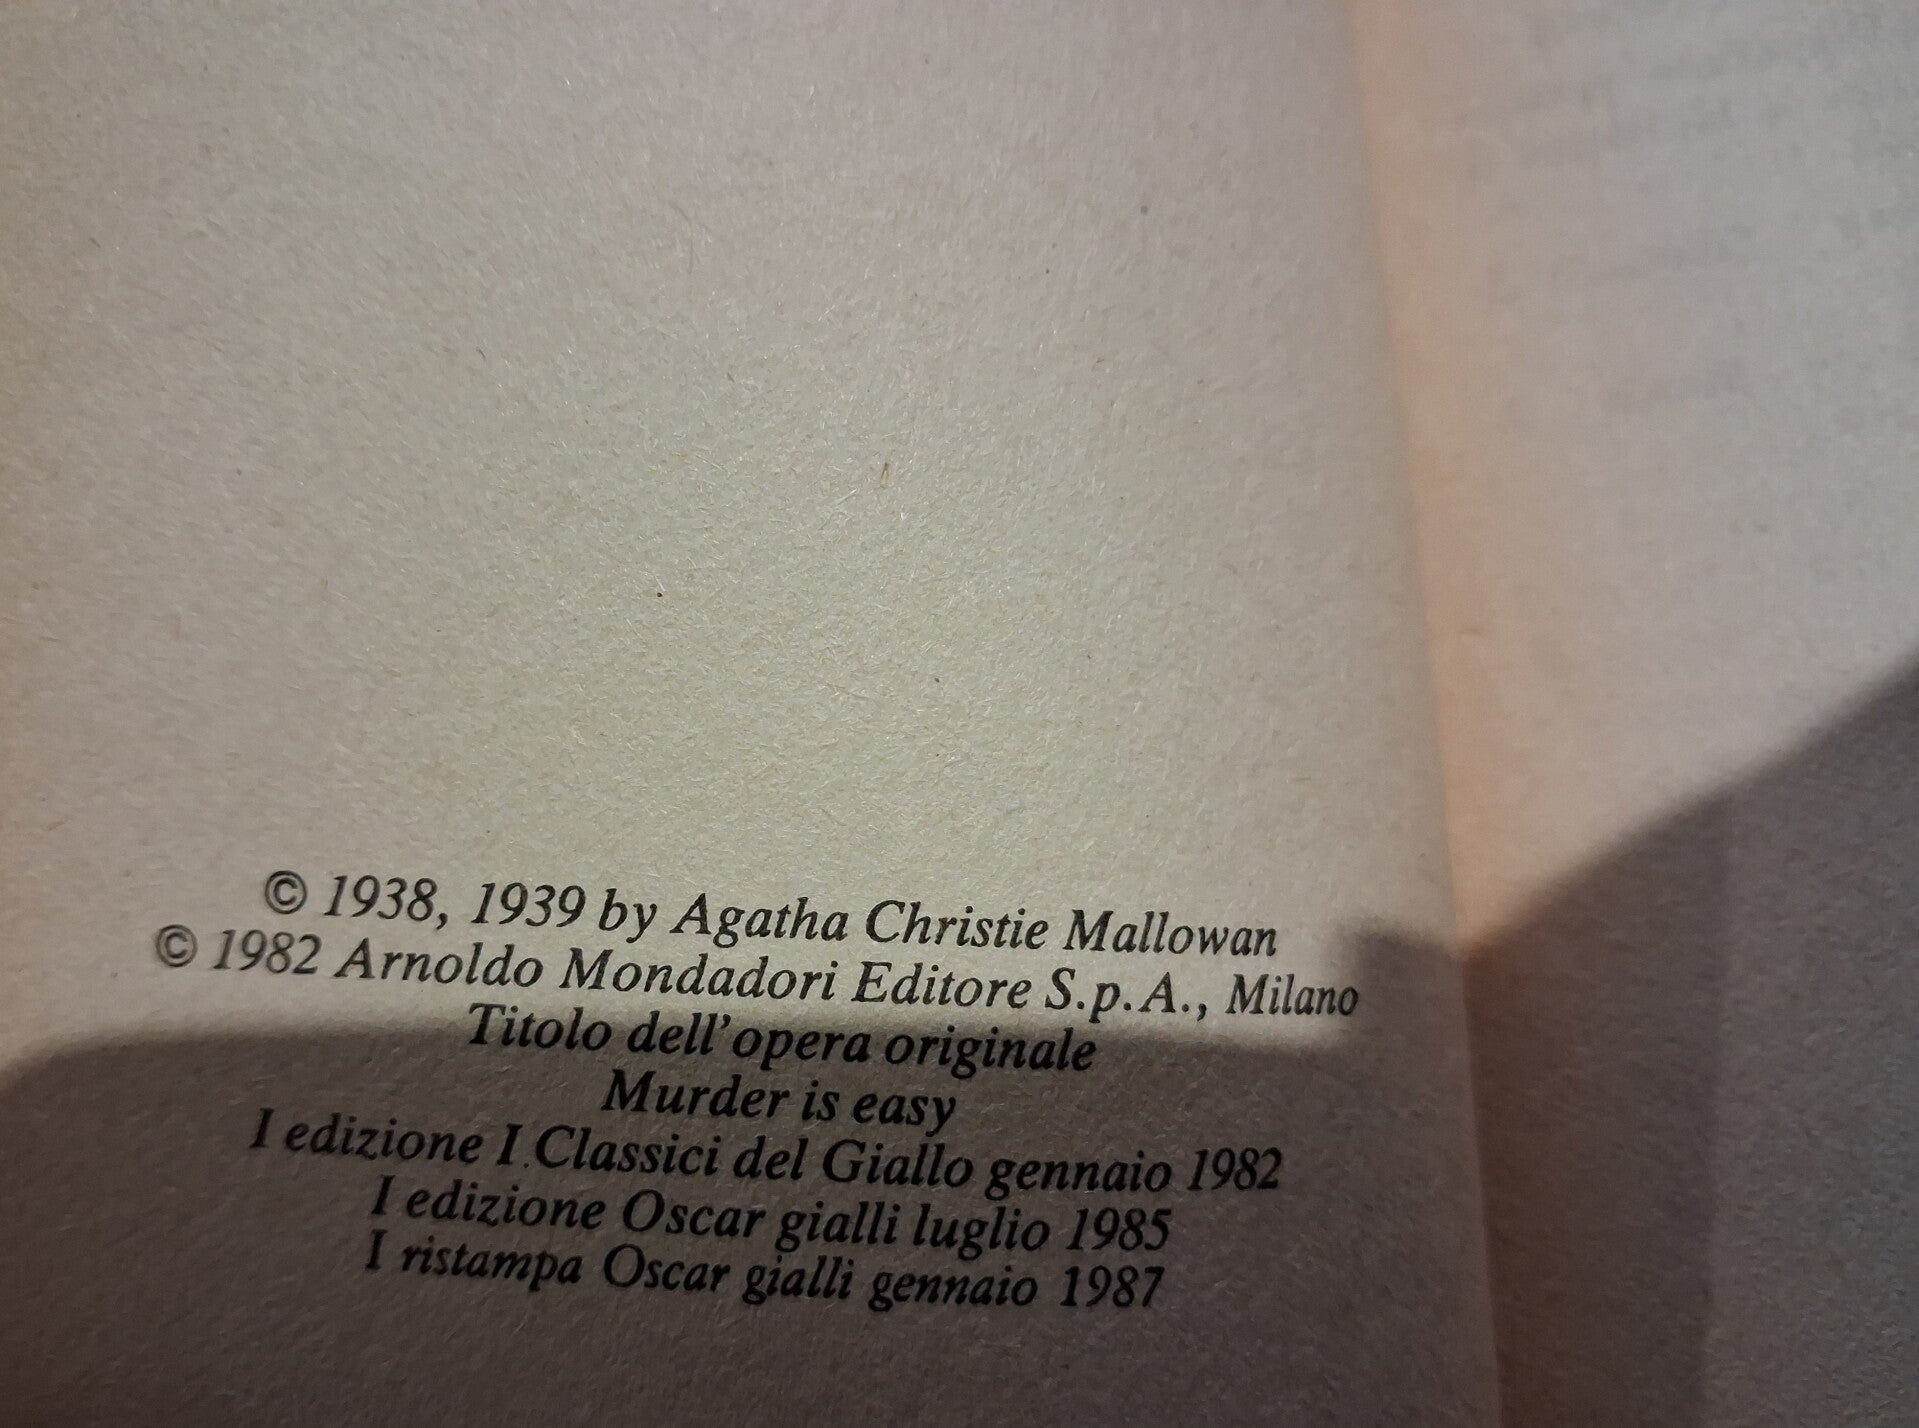 © 1938, 1939 by Agatha Christie Mallowan
© 1982 Arnoldo Mondadori Editore S.p.A., Milano
Titolo dell'opera originale
Murder is easy
I edizione I Classici del Giallo gennaio 1982
I edizione Oscar gialli luglio 1985
I ristampa Oscar gialli gennaio 1987